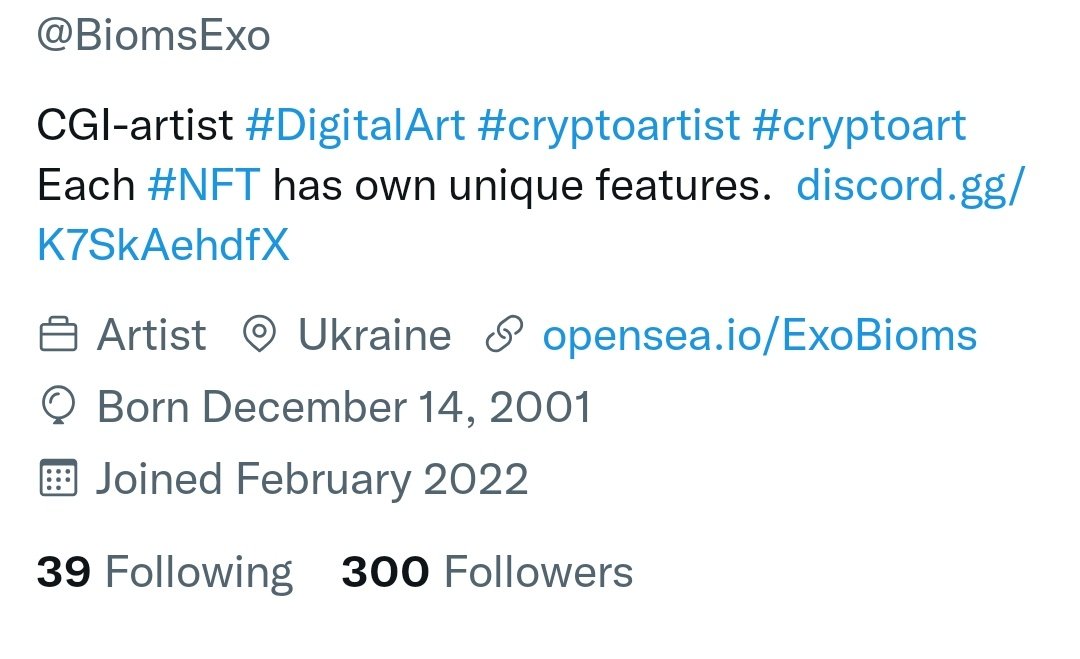 @BiomsExo
CGI-artist #DigitalArt #cryptoartist #cryptoart
Each #NFT has own unique features. discord.gg/
K7SkAehdfX
Artist Ukraine opensea.io/ExoBioms
Born December 14, 2001
Joined February 2022
39 Following 300 Followers